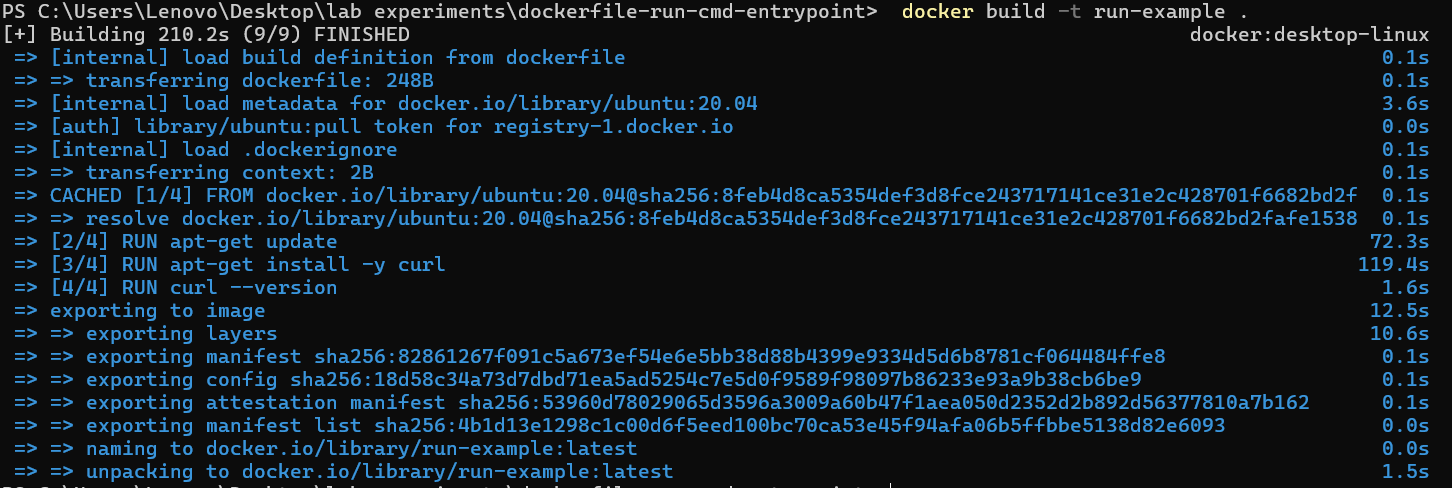 PS C:\Users\Lenovo\Desktop\lab experiments\dockerfile-run-cmd-entrypoint> docker build -t run-example .
[+] Building 210.2s (9/9) FINISHED docker:desktop-linux
=> [internal] load build definition from dockerfile 0.1s
=> => transferring dockerfile: 248B 0.1s
=> [internal] load metadata for docker.io/library/ubuntu:20.04 3.6s
=> [auth] library/ubuntu:pull token for registry-1.docker.io 0.0s
=> [internal] load .dockerignore 0.1s
=> => transferring context: 2B 0.1s
=> CACHED [1/4] FROM docker.io/library/ubuntu:20.04@sha256:8feb4d8ca5354def3d8fce243717141ce31e2c428701f6682bd2f 0.1s
=> => resolve docker.io/library/ubuntu:20.04@sha256:8feb4d8ca5354def3d8fce243717141ce31e2c428701f6682bd2fafe1538 0.1s
=> [2/4] RUN apt-get update 72.3s
=> [3/4] RUN apt-get install -y curl 119.4s
=> [4/4] RUN curl --version 1.6s
=> exporting to image 12.5s
=> => exporting layers 10.6s
=> => exporting manifest sha256:82861267f091c5a673ef54e6e5bb38d88b4399e9334d5d6b8781cf064484ffe8 0.1s
=> => exporting config sha256:18d58c34a73d7dbd71ea5ad5254c7e5d0f9589f98097b86233e93a9b38cb6be9 0.1s
=> => exporting attestation manifest sha256:53960d78029065d3596a3009a60b47f1aea050d2352d2b892d56377810a7b162 0.1s
=> => exporting manifest list sha256:4b1d13e1298c1c00d6f5eed100bc70ca53e45f94afa06b5ffbbe5138d82e6093 0.0s
=> => naming to docker.io/library/run-example:latest 0.0s
=> => unpacking to docker.io/library/run-example:latest 1.5s